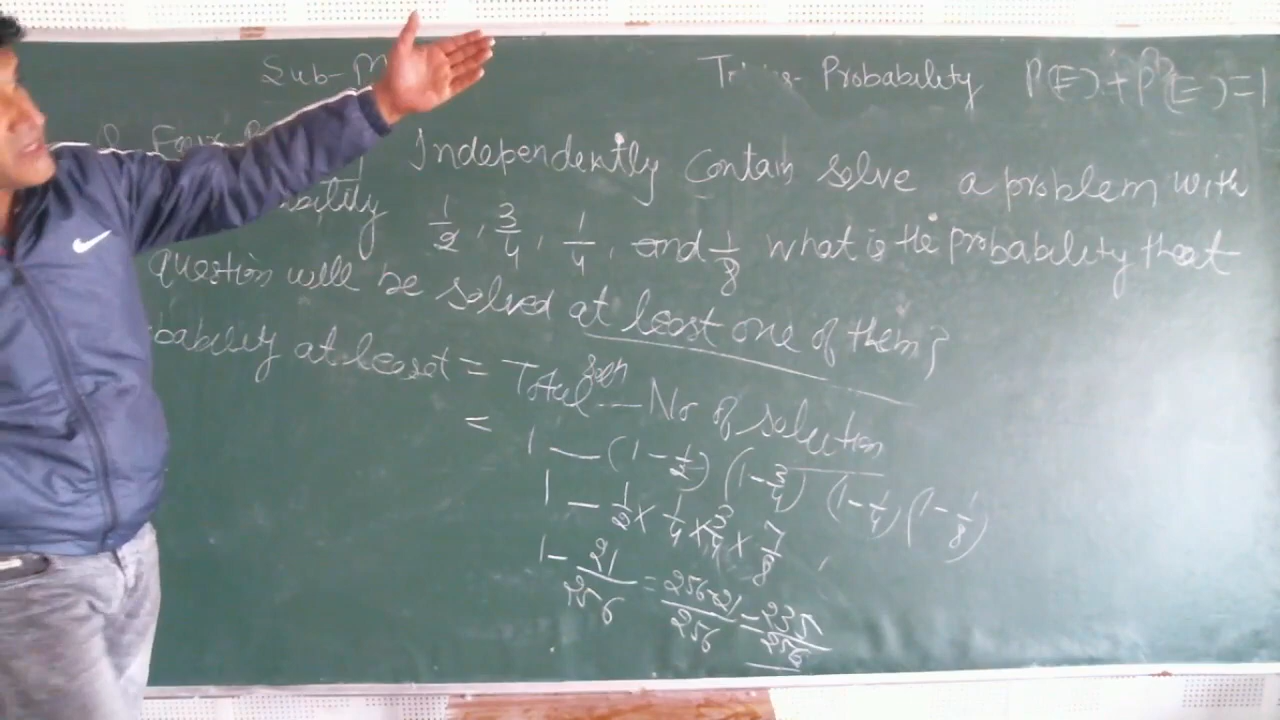 Sub-M
Probability P(E)+P(E)=1
Q. Four
Independently Contain solve a problem with
ability 1/2, 3/4, 1/4, and 1/8 what is the probability that
question will be solved at least one of them?
bability at least = Total - No of solution
= 1 - (1 - 1/2) (1 - 3/4) (1 - 1/4) (1 - 1/8)
1 - 1/2 × 1/4 × 3/4 × 7/8
1 - 21/256 = 256-21/256 = 235/256